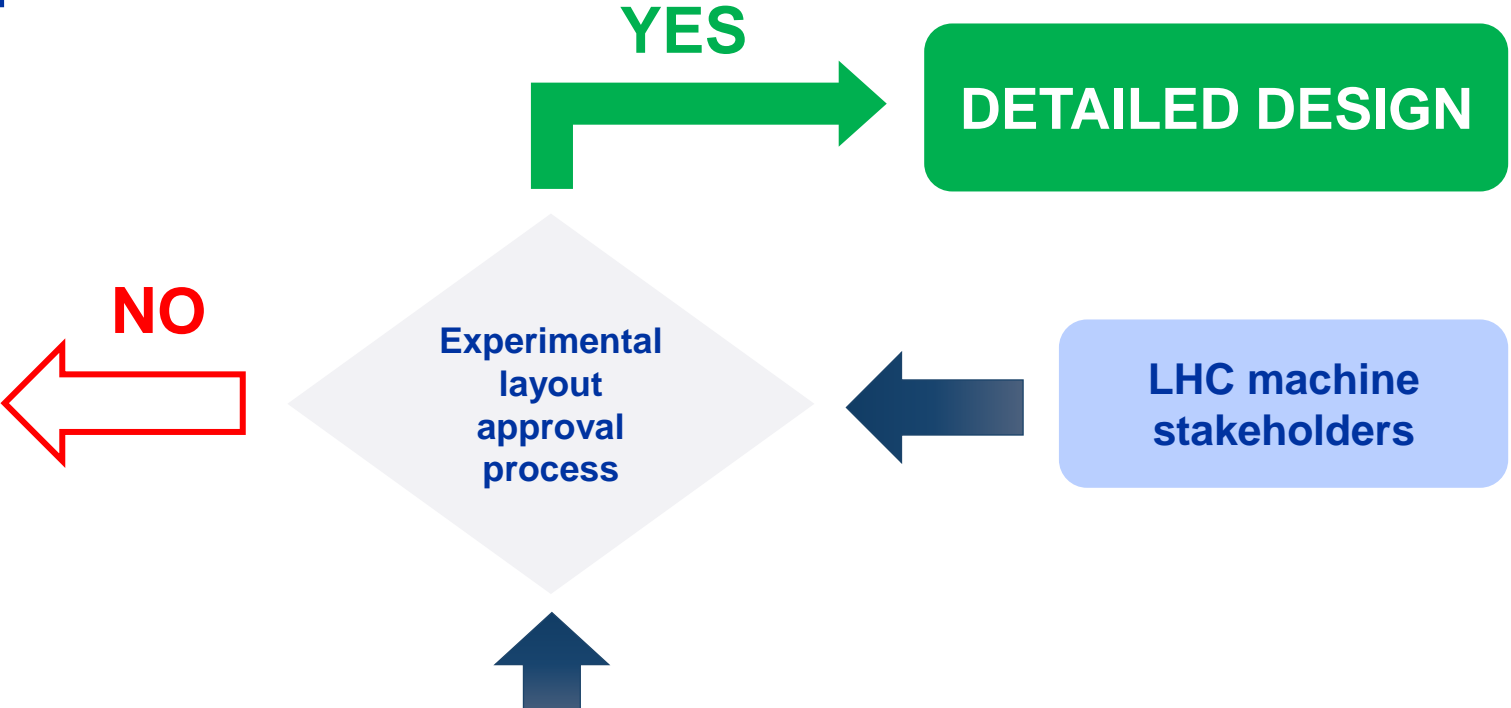 YES
DETAILED DESIGN
NO
Experimental
layout
approval
process
LHC machine
stakeholders